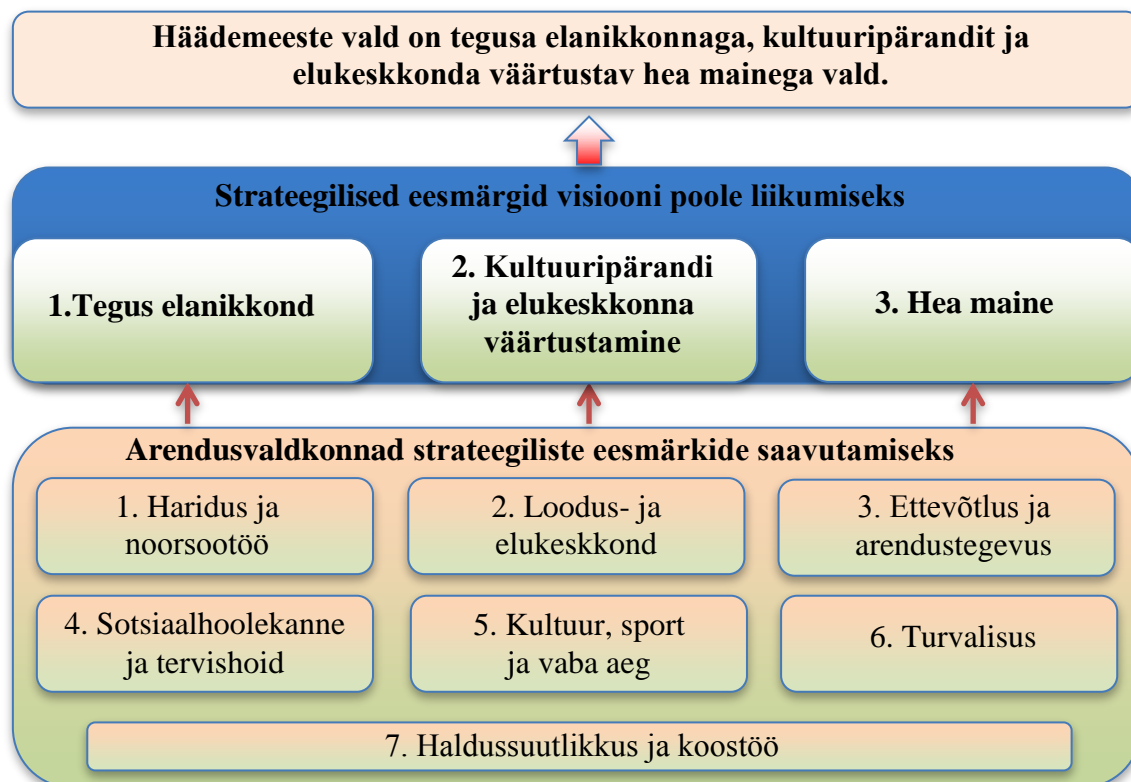 Häädemeeste vald on tegusa elanikkonnaga, kultuuripärandit ja
elukeskkonda väärtustav hea mainega vald.
Strateegilised eesmärgid visiooni poole liikumiseks
1.Tegus elanikkond
2. Kultuuripärandi
ja elukeskkonna
väärtustamine
3. Hea maine
Arendusvaldkonnad strateegiliste eesmärkide saavutamiseks
1. Haridus ja
noorsootöö
2. Loodus- ja
elukeskkond
3. Ettevõtlus ja
arendustegevus
4. Sotsiaalhoolekanne
ja tervishoid
5. Kultuur, sport
ja vaba aeg
6. Turvalisus
7. Haldussuutlikkus ja koostöö